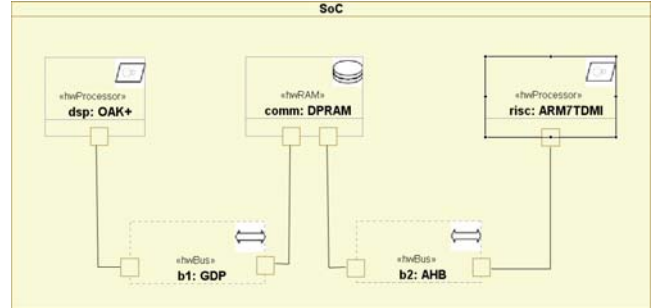 SoC
«hwProcessor»
dsp: OAK+
«hwRAM»
comm: DPRAM
«hwProcessor»
risc: ARM7TDMI
«hwBus»
b1: GDP
«hwBus»
b2: AHB